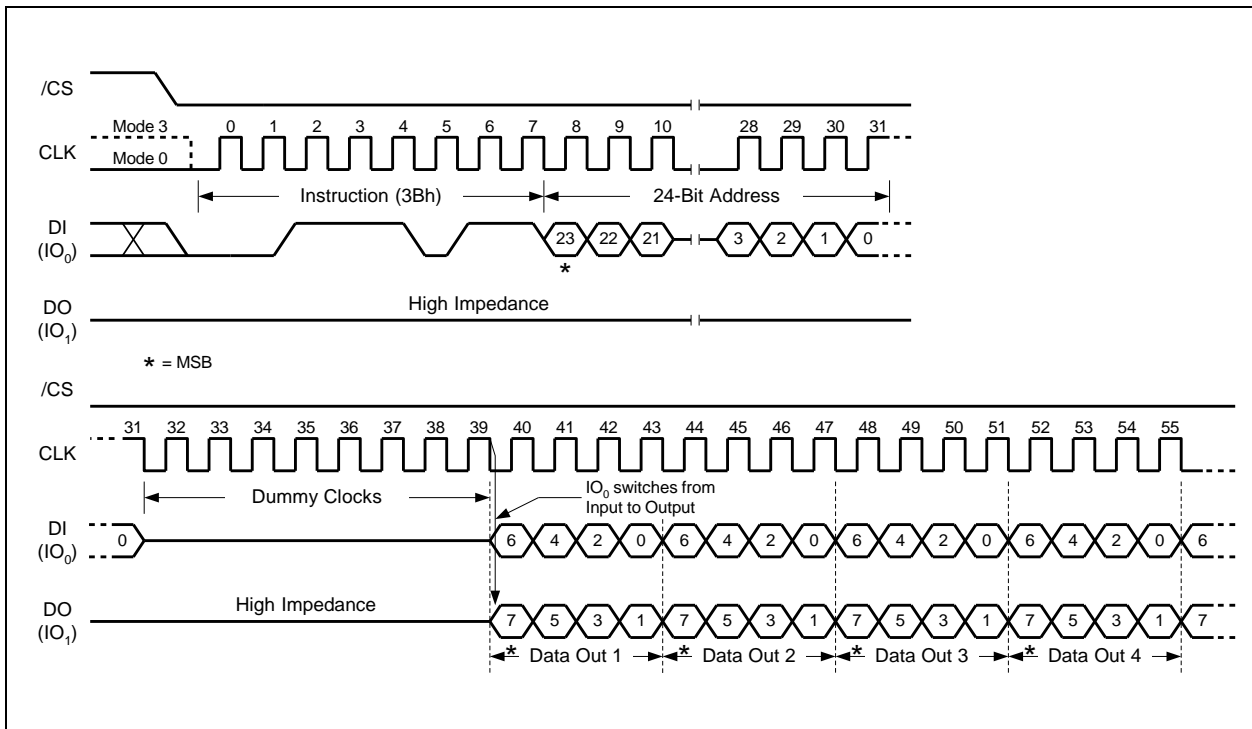 /CS
Mode 3
0 1 2 3 4 5 6 7 8 9 10 28 29 30 31
CLK
Mode 0
Instruction (3Bh) 24-Bit Address
DI
(IO0)
23 22 21 3 2 1 0
*
High Impedance
DO
(IO1)
* = MSB
/CS
31 32 33 34 35 36 37 38 39 40 41 42 43 44 45 46 47 48 49 50 51 52 53 54 55
CLK
Dummy Clocks
IO0 switches from
Input to Output
DI
(IO0)
0 6 4 2 0 6 4 2 0 6 4 2 0 6 4 2 0 6
High Impedance
DO
(IO1)
7 5 3 1 7 5 3 1 7 5 3 1 7 5 3 1 7
* Data Out 1 * Data Out 2 * Data Out 3 * Data Out 4